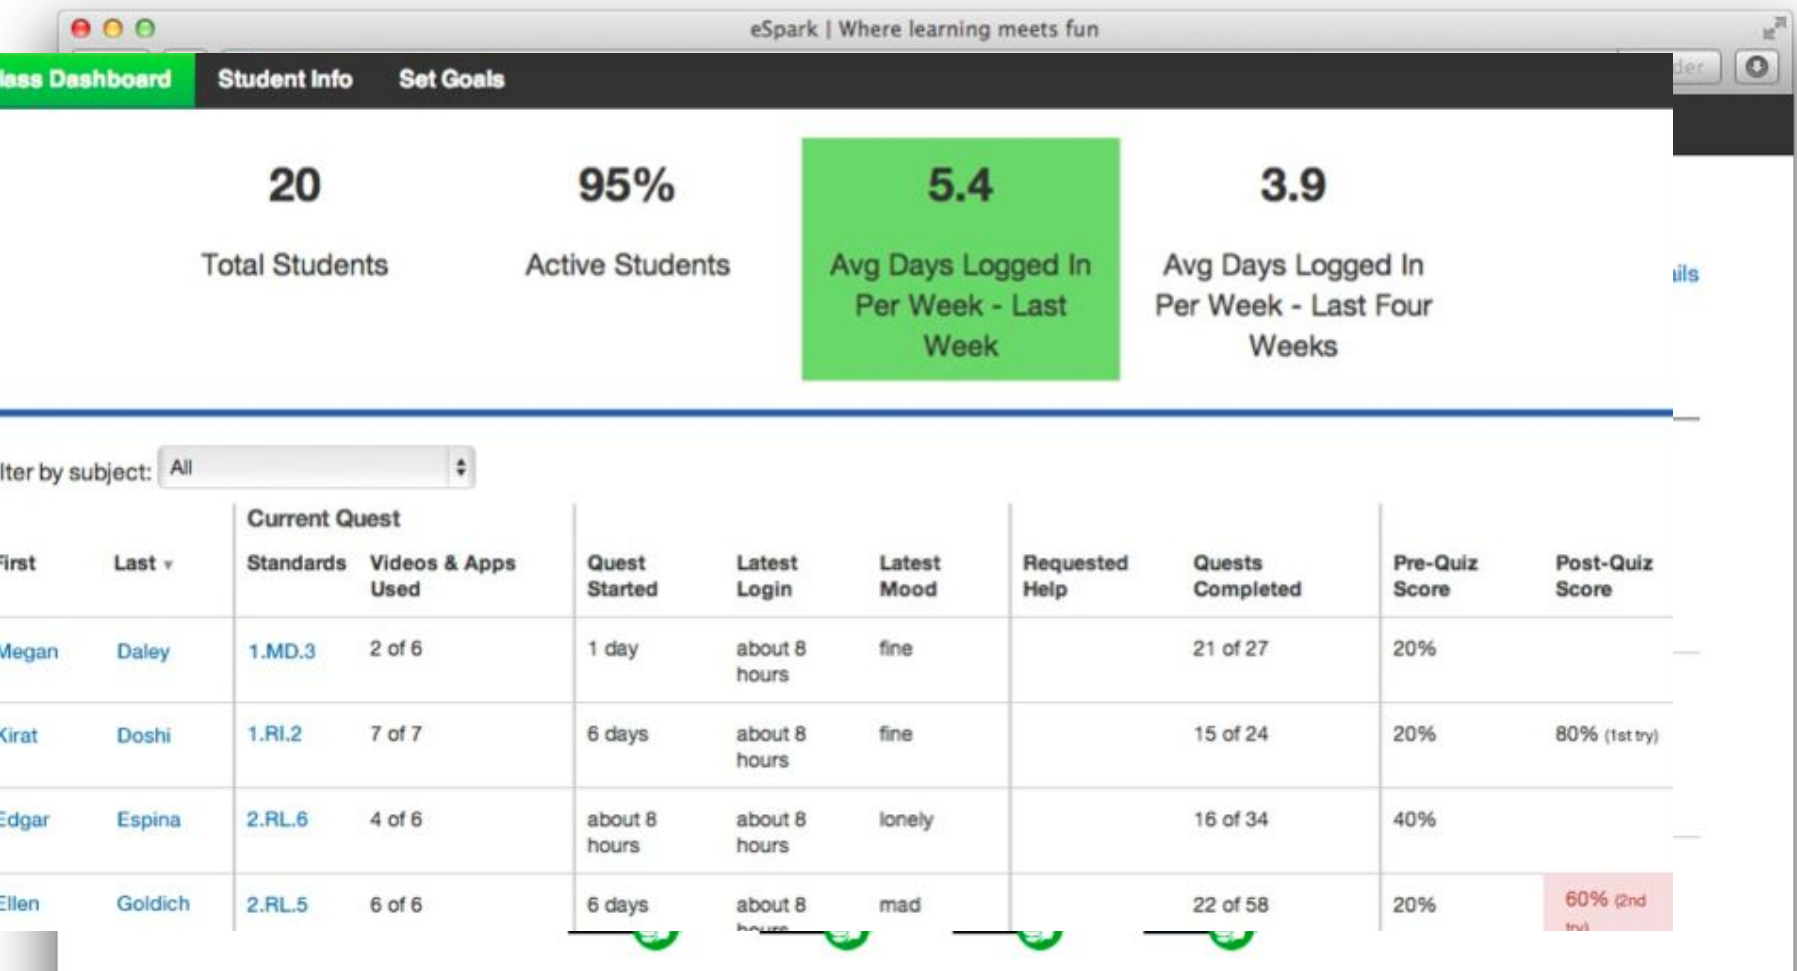 eSpark | Where learning meets fun
Dashboard Student Info Set Goals
20 95% 5.4 3.9
Total Students Active Students Avg Days Logged In Avg Days Logged In
Per Week - Last Per Week - Last Four
Week Weeks
by subject: All
Current Quest
First Last Standards Videos & Apps Quest Latest Latest Requested Quests Pre-Quiz Post-Quiz
Used Started Login Mood Help Completed Score Score
Megan Daley 1.MD.3 2 of 6 1 day about 8 fine 21 of 27 20%
hours
Kirat Doshi 1.RI.2 7 of 7 6 days about 8 fine 15 of 24 20% 80% (1st try)
hours
Edgar Espina 2.RL.6 4 of 6 about 8 about 8 lonely 16 of 34 40%
hours hours
Ellen Goldich 2.RL.5 6 of 6 6 days about 8 mad 22 of 58 20% 60% (2nd
hours try)